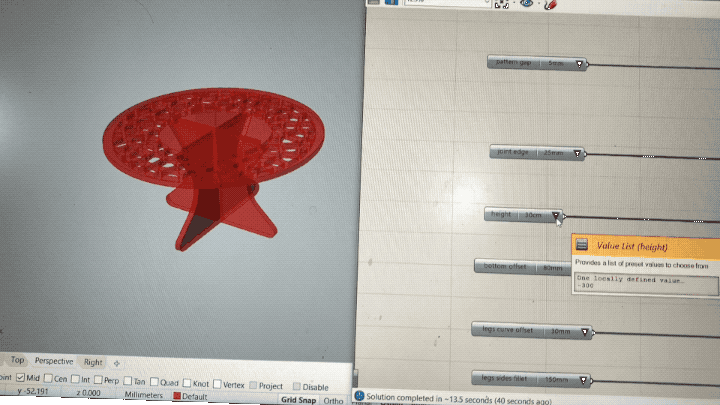 pattern gap 5mm
joint edge 25mm
height 30cm
Value List (height)
Provides a list of preset values to choose from
One locally defined value…
-300
bottom offset 80mm
legs curve offset 30mm
legs sides fillet 150mm
Top Perspective Right
oint Mid Cen Int Perp Tan Quad Knot Vertex Project Disable
y -52.191 z 0.000 Millimeters Default Grid Snap Ortho
Solution completed in ~13.5 seconds (40 seconds ago)